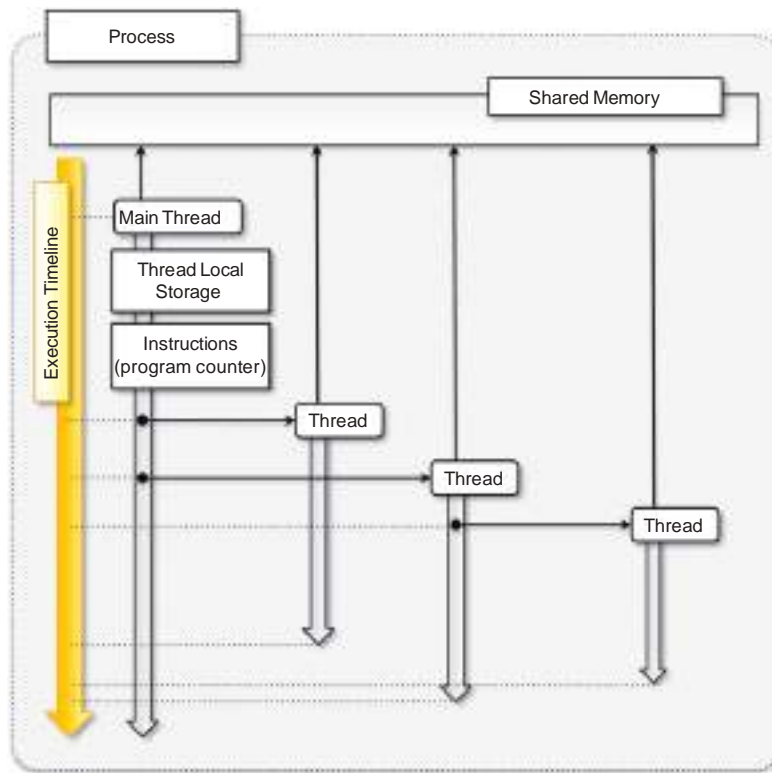 Process
Shared Memory
Execution Timeline
Main Thread
Thread Local
Storage
Instructions
(program counter)
Thread
Thread
Thread